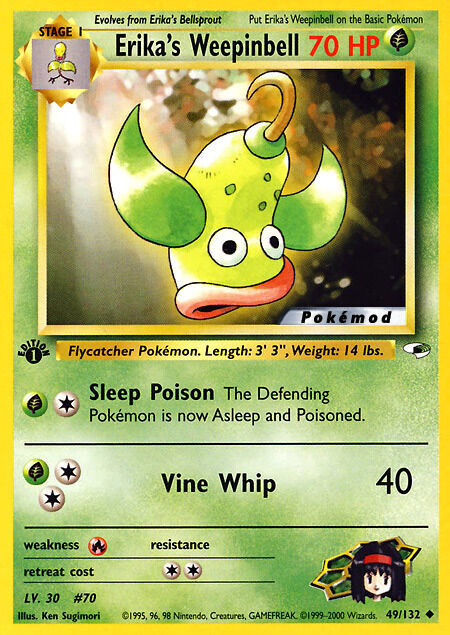 Evolves from Erika's Bellsprout Put Erika's Weepinbell on the Basic Pokémon
STAGE 1
Erika's Weepinbell 70 HP
Pokémod
EDITION 1
Flycatcher Pokémon. Length: 3' 3", Weight: 14 lbs.
Sleep Poison The Defending
Pokémon is now Asleep and Poisoned.
Vine Whip 40
weakness resistance
retreat cost
LV. 30 #70
Illus. Ken Sugimori ©1995, 96, 98 Nintendo, Creatures, GAMEFREAK. ©1999–2000 Wizards. 49/132